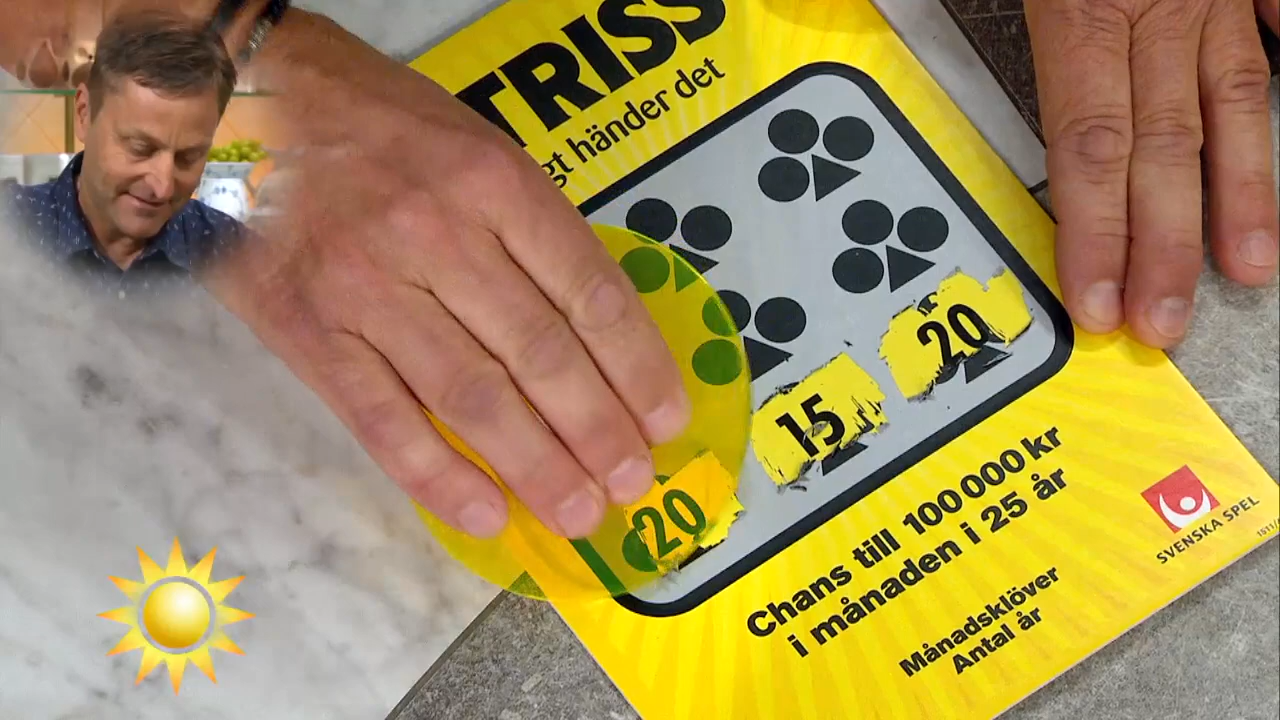 TRISS
gt händer det
20
15
20
Chans till 100 000 kr
i månaden i 25 år
Månadsklöver
Antal år
SVENSKA SPEL